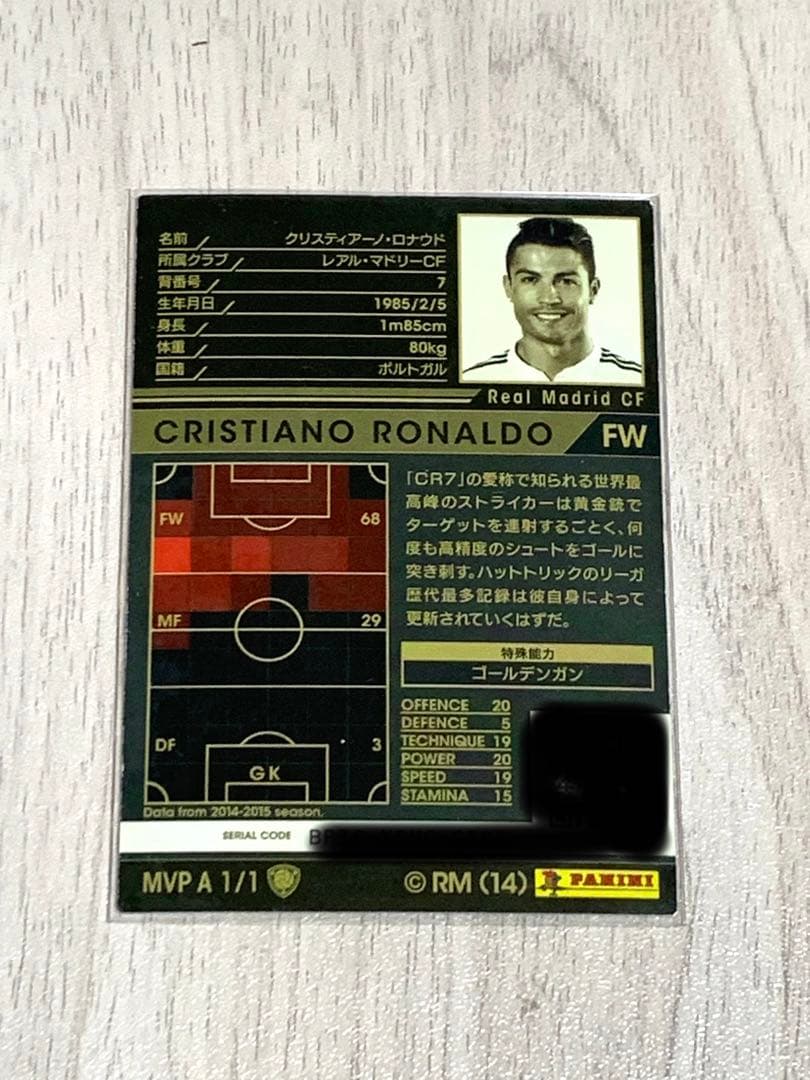 名前 クリスティアーノ・ロナウド
所属クラブ レアル・マドリーCF
背番号 7
生年月日 1985/2/5
身長 1m85cm
体重 80kg
国籍 ポルトガル
Real Madrid CF
CRISTIANO RONALDO FW
FW 68
MF 29
DF 3
GK
Data from 2014-2015 season.
「CR7」の愛称で知られる世界最
高峰のストライカーは黄金銃で
ターゲットを連射するごとく、何
度も高精度のシュートをゴールに
突き刺す。ハットトリックのリーガ
歴代最多記録は彼自身によって
更新されていくはずだ。
特殊能力
ゴールデンガン
OFFENCE 20
DEFENCE 5
TECHNIQUE 19
POWER 20
SPEED 19
STAMINA 15
SERIAL CODE
MVP A 1/1
© RM (14) PANINI